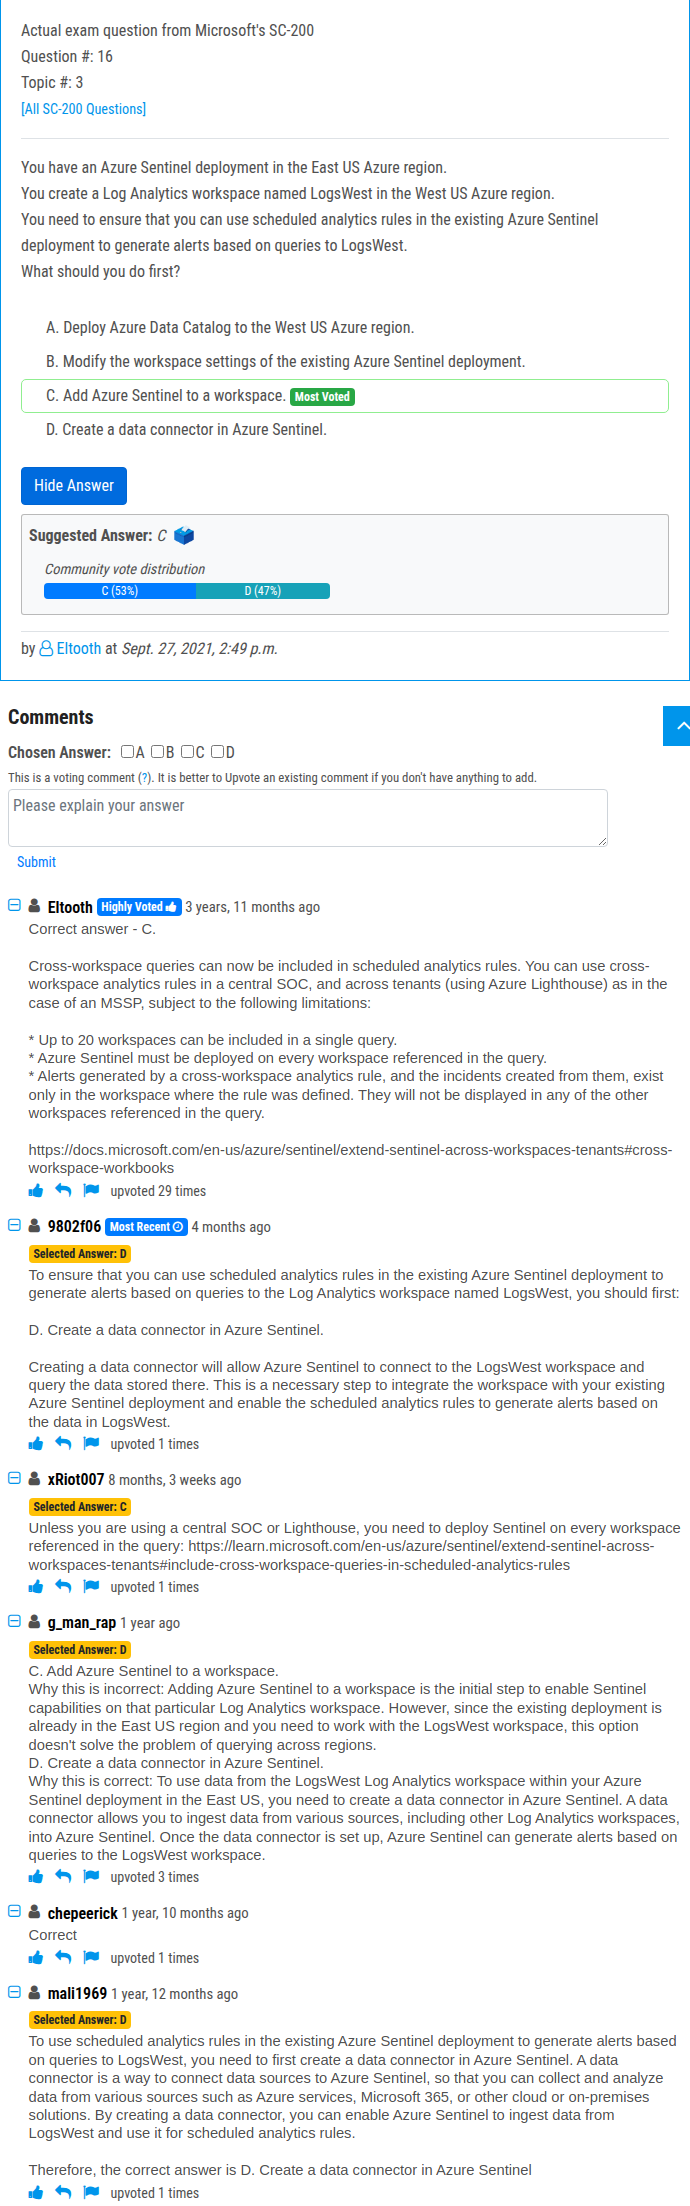 Actual exam question from Microsoft's SC-200
Question #: 16
Topic #: 3
[All SC-200 Questions]
You have an Azure Sentinel deployment in the East US Azure region.
You create a Log Analytics workspace named LogsWest in the West US Azure region.
You need to ensure that you can use scheduled analytics rules in the existing Azure Sentinel
deployment to generate alerts based on queries to LogsWest.
What should you do first?
A. Deploy Azure Data Catalog to the West US Azure region.
B. Modify the workspace settings of the existing Azure Sentinel deployment.
C. Add Azure Sentinel to a workspace. Most Voted
D. Create a data connector in Azure Sentinel.
Hide Answer
Suggested Answer: C
Community vote distribution
C (53%) D (47%)
by Eltooth at Sept. 27, 2021, 2:49 p.m.
Comments
Chosen Answer: A B C D
This is a voting comment (?). It is better to Upvote an existing comment if you don't have anything to add.
Please explain your answer
Submit
Eltooth Highly Voted 3 years, 11 months ago
Correct answer - C.
Cross-workspace queries can now be included in scheduled analytics rules. You can use cross-
workspace analytics rules in a central SOC, and across tenants (using Azure Lighthouse) as in the
case of an MSSP, subject to the following limitations:
* Up to 20 workspaces can be included in a single query.
* Azure Sentinel must be deployed on every workspace referenced in the query.
* Alerts generated by a cross-workspace analytics rule, and the incidents created from them, exist
only in the workspace where the rule was defined. They will not be displayed in any of the other
workspaces referenced in the query.
https://docs.microsoft.com/en-us/azure/sentinel/extend-sentinel-across-workspaces-tenants#cross-
workspace-workbooks
upvoted 29 times
9802f06 Most Recent 4 months ago
Selected Answer: D
To ensure that you can use scheduled analytics rules in the existing Azure Sentinel deployment to
generate alerts based on queries to the Log Analytics workspace named LogsWest, you should first:
D. Create a data connector in Azure Sentinel.
Creating a data connector will allow Azure Sentinel to connect to the LogsWest workspace and
query the data stored there. This is a necessary step to integrate the workspace with your existing
Azure Sentinel deployment and enable the scheduled analytics rules to generate alerts based on
the data in LogsWest.
upvoted 1 times
xRiot007 8 months, 3 weeks ago
Selected Answer: C
Unless you are using a central SOC or Lighthouse, you need to deploy Sentinel on every workspace
referenced in the query: https://learn.microsoft.com/en-us/azure/sentinel/extend-sentinel-across-
workspaces-tenants#include-cross-workspace-queries-in-scheduled-analytics-rules
upvoted 1 times
g_man_rap 1 year ago
Selected Answer: D
C. Add Azure Sentinel to a workspace.
Why this is incorrect: Adding Azure Sentinel to a workspace is the initial step to enable Sentinel
capabilities on that particular Log Analytics workspace. However, since the existing deployment is
already in the East US region and you need to work with the LogsWest workspace, this option
doesn't solve the problem of querying across regions.
D. Create a data connector in Azure Sentinel.
Why this is correct: To use data from the LogsWest Log Analytics workspace within your Azure
Sentinel deployment in the East US, you need to create a data connector in Azure Sentinel. A data
connector allows you to ingest data from various sources, including other Log Analytics workspaces,
into Azure Sentinel. Once the data connector is set up, Azure Sentinel can generate alerts based on
queries to the LogsWest workspace.
upvoted 3 times
chepeerick 1 year, 10 months ago
Correct
upvoted 1 times
mali1969 1 year, 12 months ago
Selected Answer: D
To use scheduled analytics rules in the existing Azure Sentinel deployment to generate alerts based
on queries to LogsWest, you need to first create a data connector in Azure Sentinel. A data
connector is a way to connect data sources to Azure Sentinel, so that you can collect and analyze
data from various sources such as Azure services, Microsoft 365, or other cloud or on-premises
solutions. By creating a data connector, you can enable Azure Sentinel to ingest data from
LogsWest and use it for scheduled analytics rules.
Therefore, the correct answer is D. Create a data connector in Azure Sentinel
upvoted 1 times